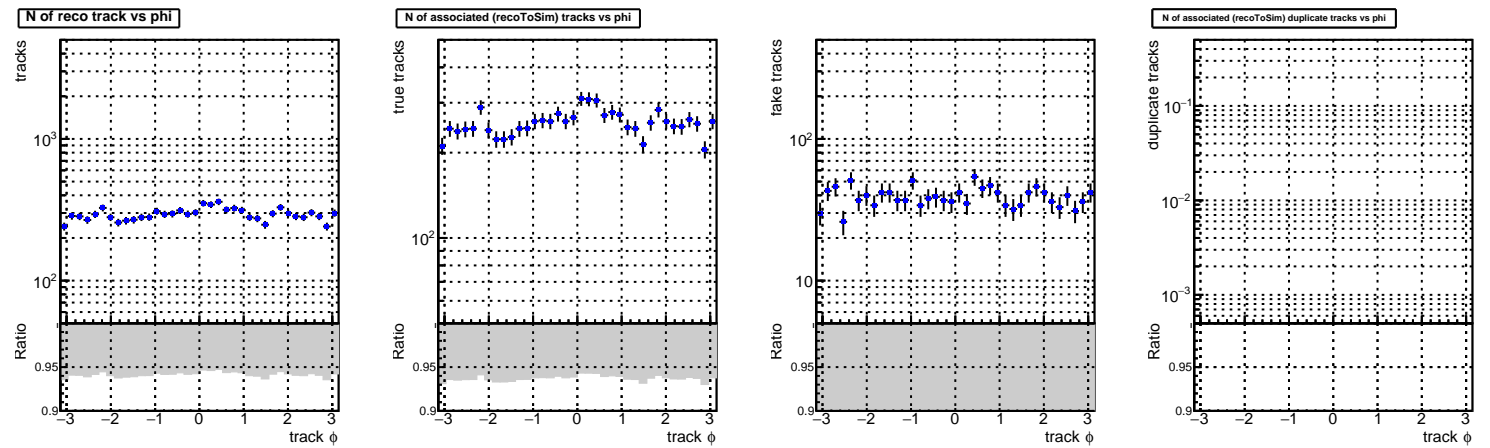 N of reco track vs phi
tracks
10³
10²
Ratio
0.95
0.9
−3 −2 −1 0 1 2 3
track ϕ
N of associated (recoToSim) tracks vs phi
true tracks
10²
Ratio
0.95
0.9
−3 −2 −1 0 1 2 3
track ϕ
fake tracks
10²
10
Ratio
0.95
0.9
−3 −2 −1 0 1 2 3
track ϕ
N of associated (recoToSim) duplicate tracks vs phi
duplicate tracks
10⁻¹
10⁻²
10⁻³
Ratio
0.95
0.9
−3 −2 −1 0 1 2 3
track ϕ